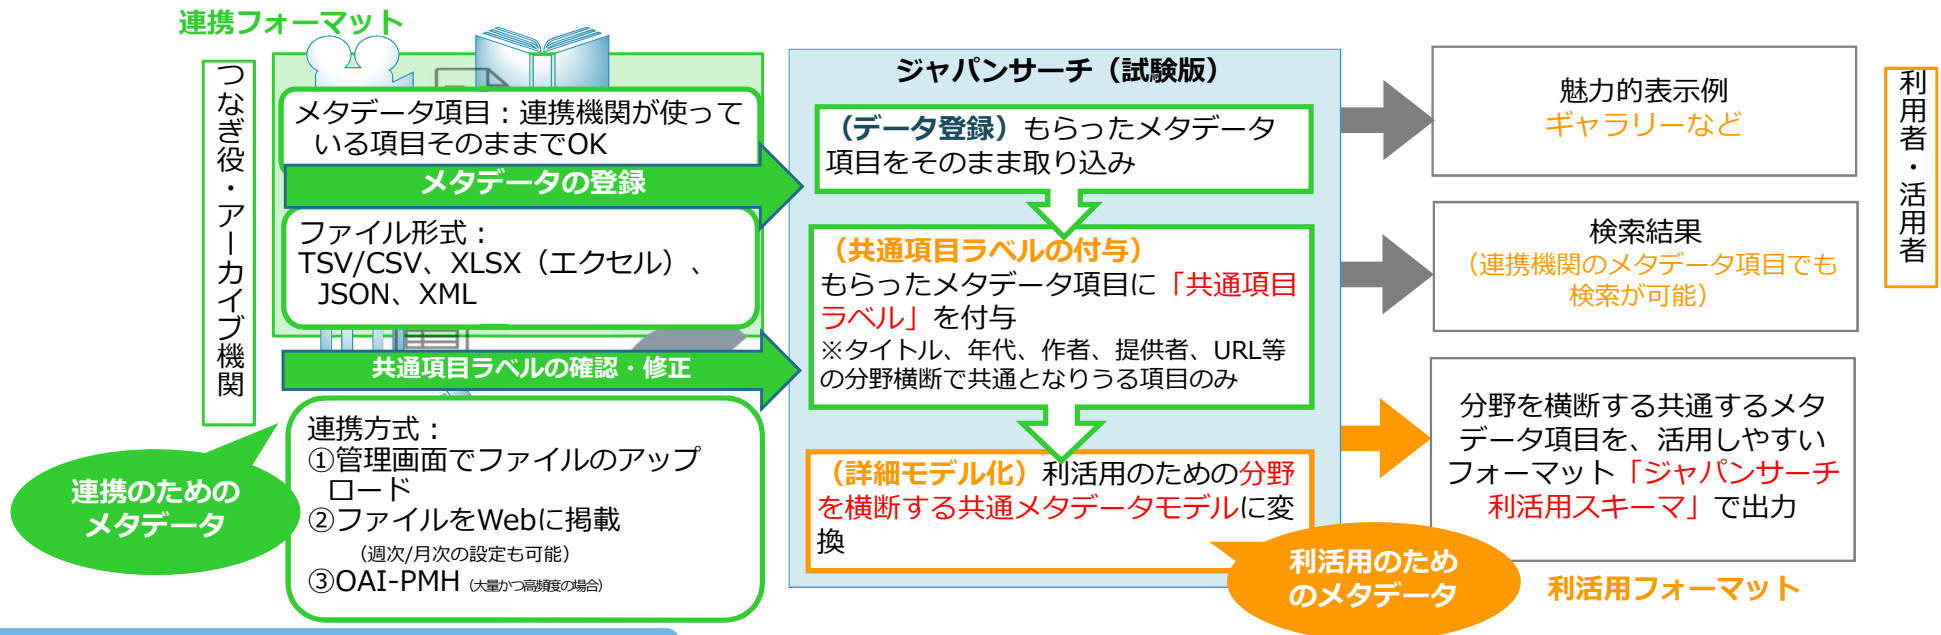 連携フォーマット
つなぎ役・アーカイブ機関
メタデータ項目：連携機関が使って
いる項目そのままでOK
メタデータの登録
ファイル形式：
TSV/CSV、XLSX（エクセル）、
JSON、XML
共通項目ラベルの確認・修正
連携方式：
①管理画面でファイルのアップ
ロード
②ファイルをWebに掲載
（週次/月次の設定も可能）
③OAI-PMH（大量かつ高頻度の場合）
連携のための
メタデータ
ジャパンサーチ（試験版）
（データ登録）もらったメタデータ
項目をそのまま取り込み
（共通項目ラベルの付与）
もらったメタデータ項目に「共通項目
ラベル」を付与
※タイトル、年代、作者、提供者、URL等
の分野横断で共通となりうる項目のみ
（詳細モデル化）利活用のための分野
を横断する共通メタデータモデルに変
換
利活用のため
のメタデータ
魅力的表示例
ギャラリーなど
検索結果
（連携機関のメタデータ項目でも
検索が可能）
分野を横断する共通するメタ
データ項目を、活用しやすい
フォーマット「ジャパンサーチ
利活用スキーマ」で出力
利活用フォーマット
利用者・活用者